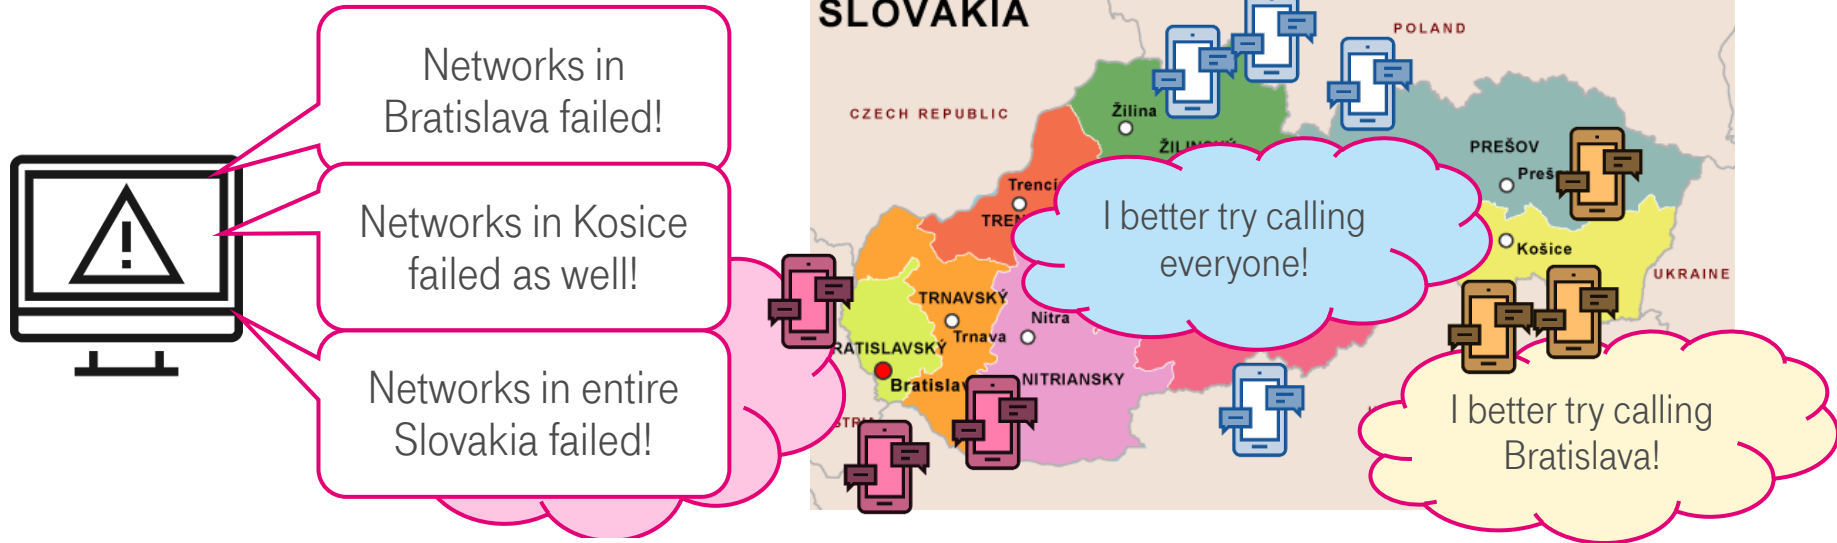 Networks in
Bratislava failed!
Networks in Kosice
failed as well!
Networks in entire
Slovakia failed!
SLOVAKIA
POLAND
CZECH REPUBLIC
Žilina
PREŠOV
Košice
UKRAINE
TRNAVSKÝ
Trnava
Nitra
NITRIANSKY
I better try calling
everyone!
I better try calling
Bratislava!